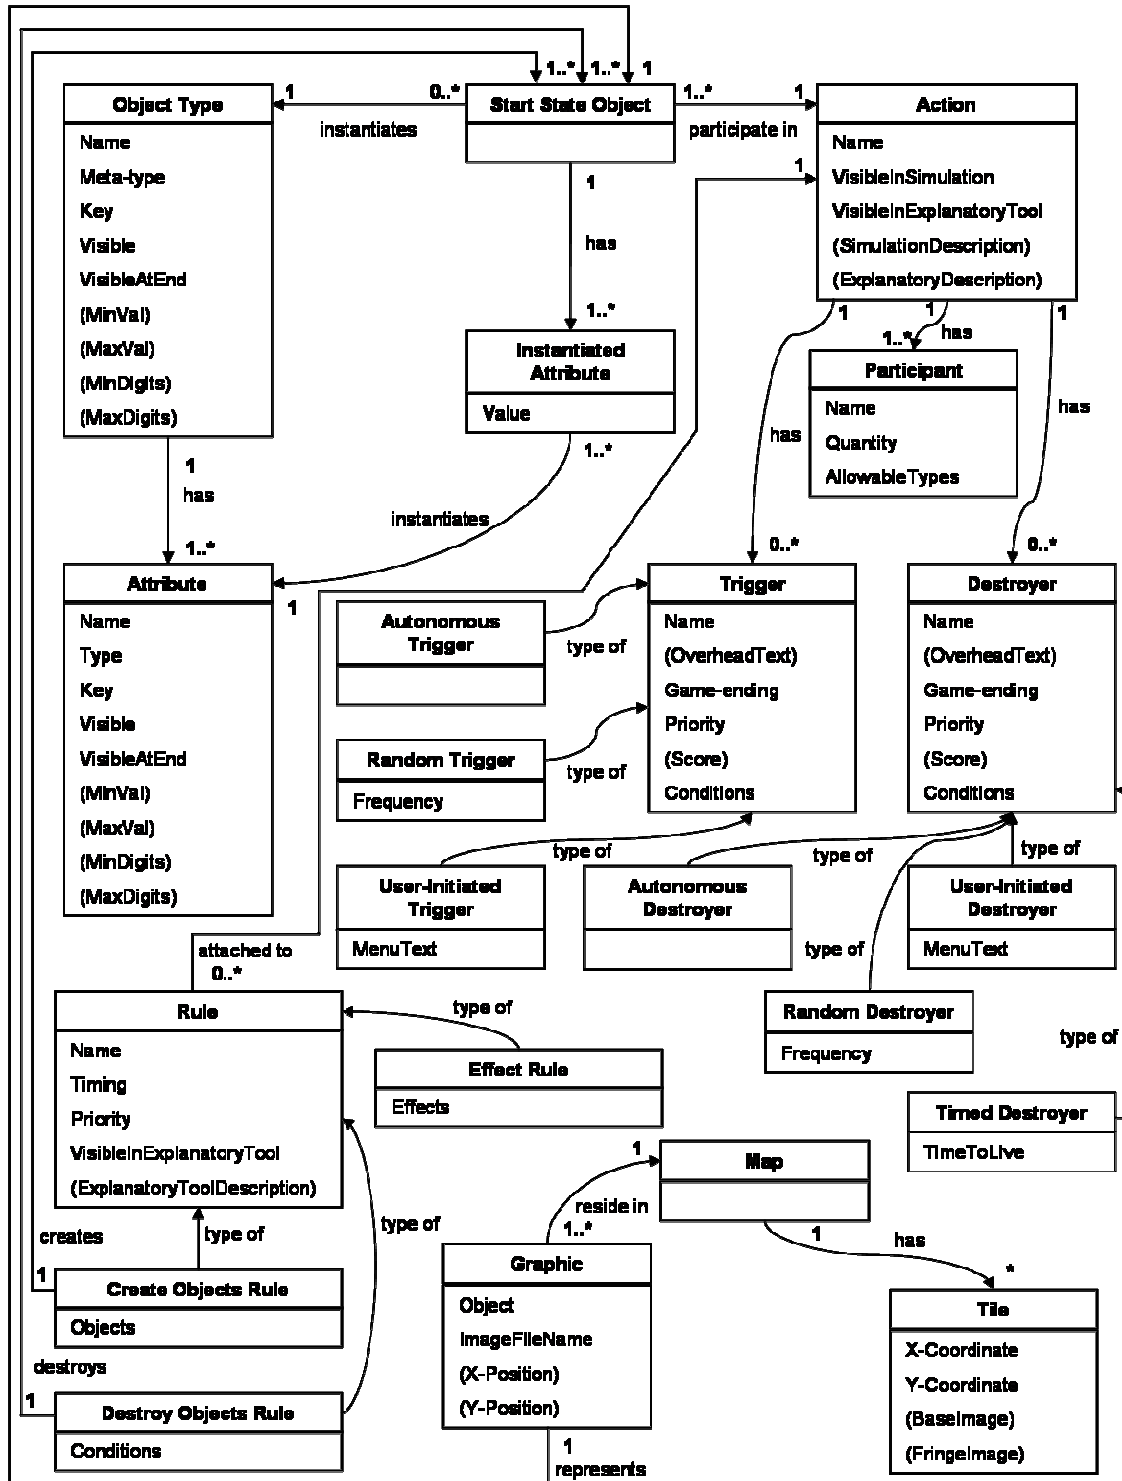 1..*
1..*
1
Object Type
Name
Meta-type
Key
Visible
VisibleAtEnd
(MinVal)
(MaxVal)
(MinDigits)
(MaxDigits)
1
0..*
instantiates
Start State Object
1..*
1
participate in
1
Action
Name
VisibleInSimulation
VisibleInExplanatoryTool
(SimulationDescription)
(ExplanatoryDescription)
1
has
1..*
Instantiated
Attribute
Value
1..*
instantiates
1
1
has
1..*
Attribute
Name
Type
Key
Visible
VisibleAtEnd
(MinVal)
(MaxVal)
(MinDigits)
(MaxDigits)
1
1
1
has
1..*
Participant
Name
Quantity
AllowableTypes
has
0..*
has
0..*
Autonomous
Trigger
type of
Random Trigger
Frequency
type of
Trigger
Name
(OverheadText)
Game-ending
Priority
(Score)
Conditions
Destroyer
Name
(OverheadText)
Game-ending
Priority
(Score)
Conditions
type of
type of
type of
User-Initiated
Trigger
MenuText
Autonomous
Destroyer
User-Initiated
Destroyer
MenuText
type of
Random Destroyer
Frequency
type of
Timed Destroyer
TimeToLive
attached to
0..*
Rule
Name
Timing
Priority
VisibleInExplanatoryTool
(ExplanatoryToolDescription)
type of
Effect Rule
Effects
creates
type of
type of
1
Create Objects Rule
Objects
destroys
1
Destroy Objects Rule
Conditions
1
Map
reside in
1..*
Graphic
Object
ImageFileName
(X-Position)
(Y-Position)
1
represents
1
has
*
Tile
X-Coordinate
Y-Coordinate
(BaseImage)
(FringeImage)